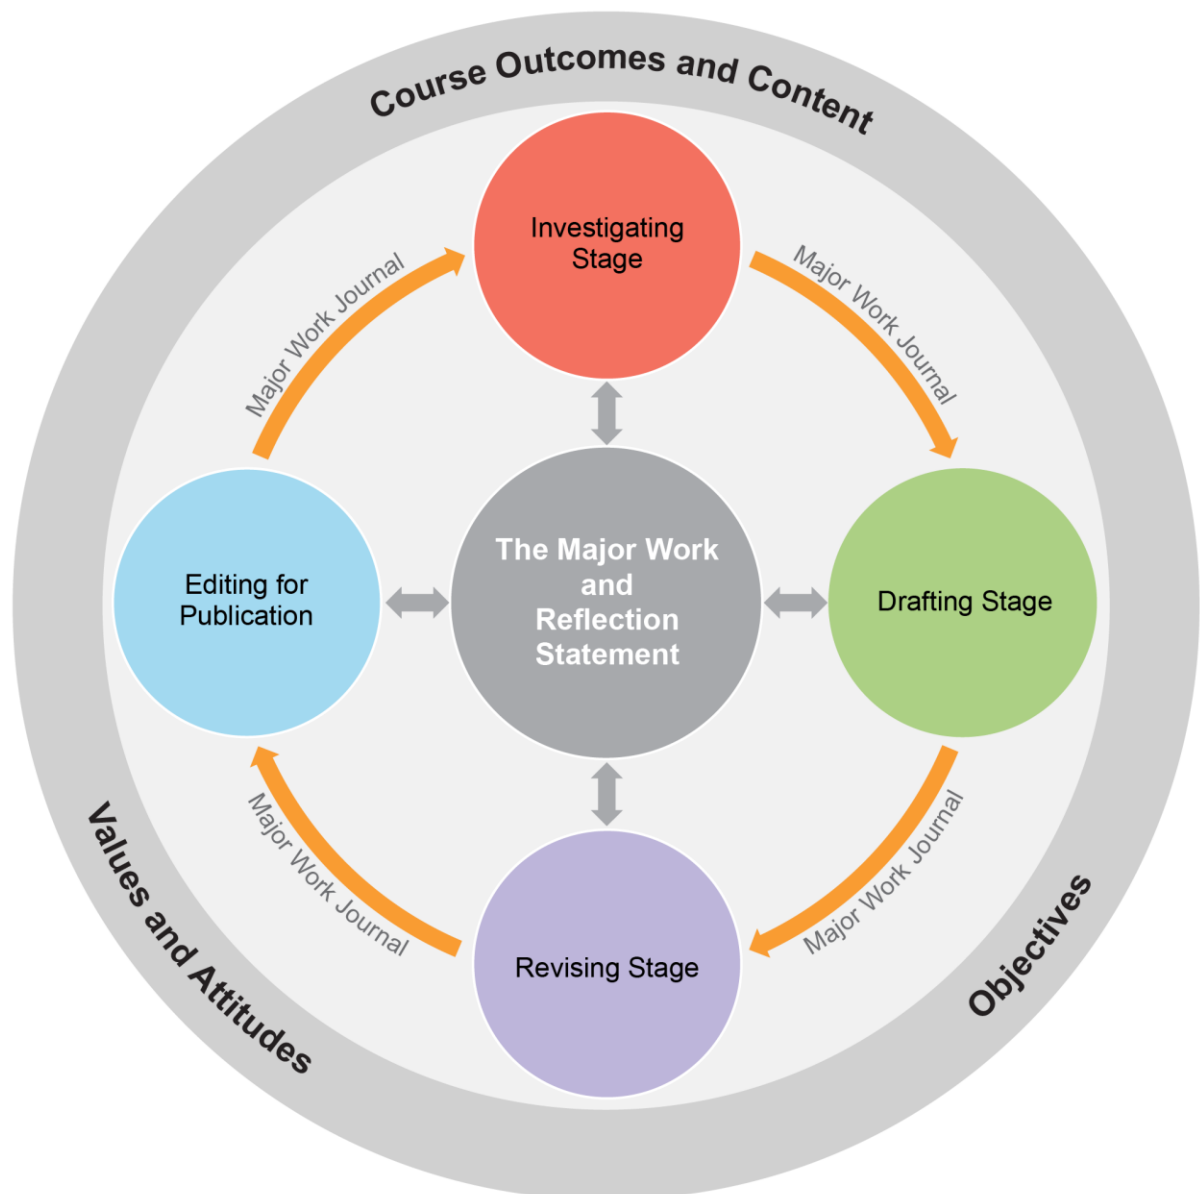 Course Outcomes and Content
Investigating
Stage
Major Work Journal
Major Work Journal
Editing for
Publication
The Major Work
and
Reflection
Statement
Drafting Stage
Major Work Journal
Major Work Journal
Revising Stage
Values and Attitudes
Objectives